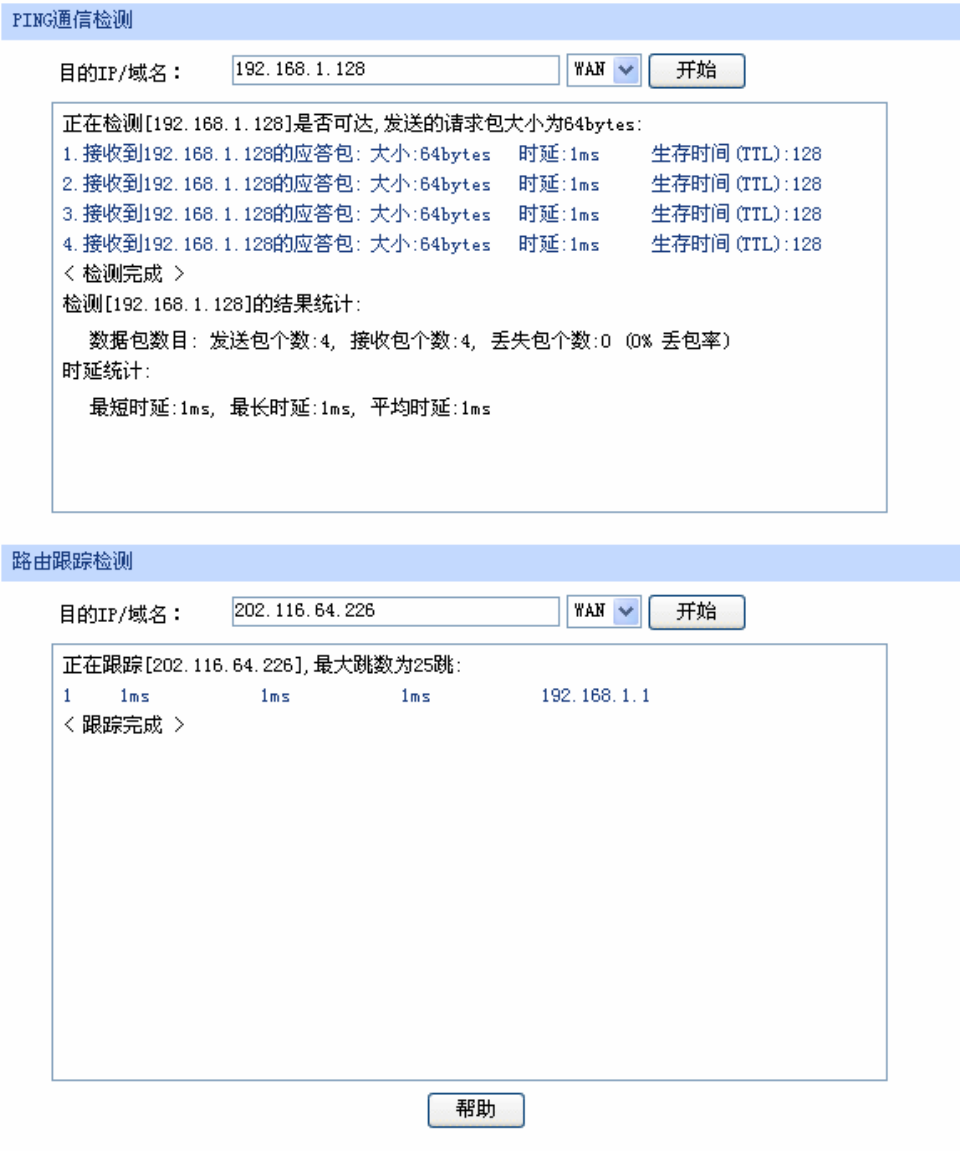 PING通信检测
目的IP/域名： 192.168.1.128 WAN 开始
正在检测[192.168.1.128]是否可达,发送的请求包大小为64bytes:
1.接收到192.168.1.128的应答包: 大小:64bytes 时延:1ms 生存时间(TTL):128
2.接收到192.168.1.128的应答包: 大小:64bytes 时延:1ms 生存时间(TTL):128
3.接收到192.168.1.128的应答包: 大小:64bytes 时延:1ms 生存时间(TTL):128
4.接收到192.168.1.128的应答包: 大小:64bytes 时延:1ms 生存时间(TTL):128
< 检测完成 >
检测[192.168.1.128]的结果统计:
数据包数目: 发送包个数:4, 接收包个数:4, 丢失包个数:0 (0% 丢包率)
时延统计:
最短时延:1ms, 最长时延:1ms, 平均时延:1ms
路由跟踪检测
目的IP/域名： 202.116.64.226 WAN 开始
正在跟踪[202.116.64.226],最大跳数为25跳:
1 1ms 1ms 1ms 192.168.1.1
< 跟踪完成 >
帮助